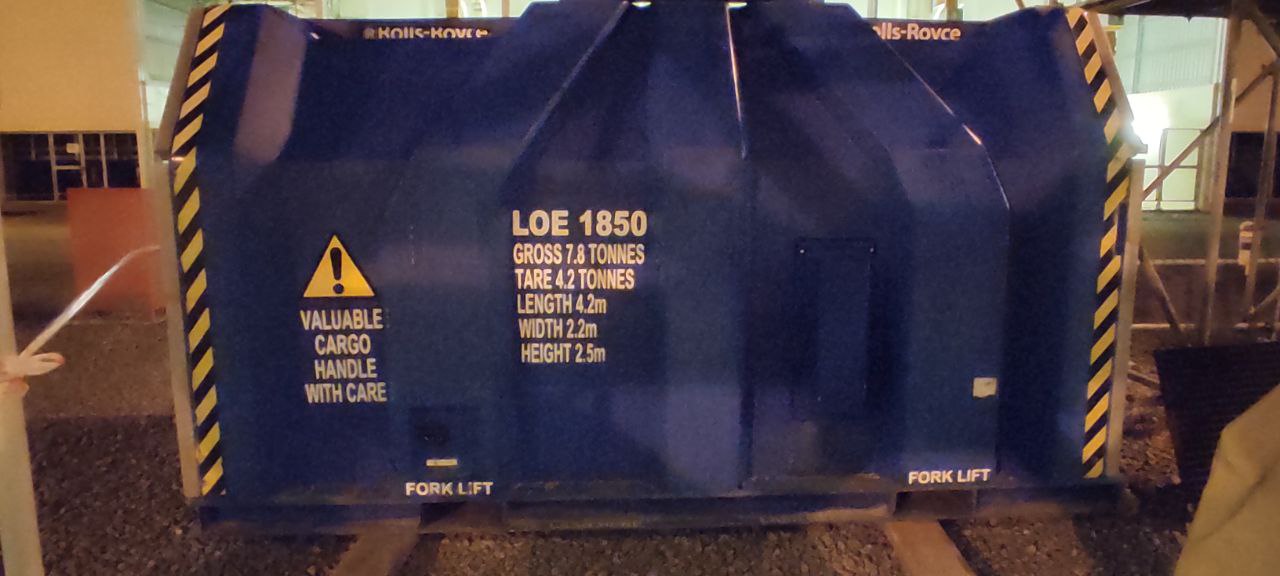 Rolls-Royce
olls-Royce
LOE 1850
GROSS 7.8 TONNES
TARE 4.2 TONNES
LENGTH 4.2m
WIDTH 2.2m
HEIGHT 2.5m
VALUABLE
CARGO
HANDLE
WITH CARE
FORK LIFT
FORK LIFT